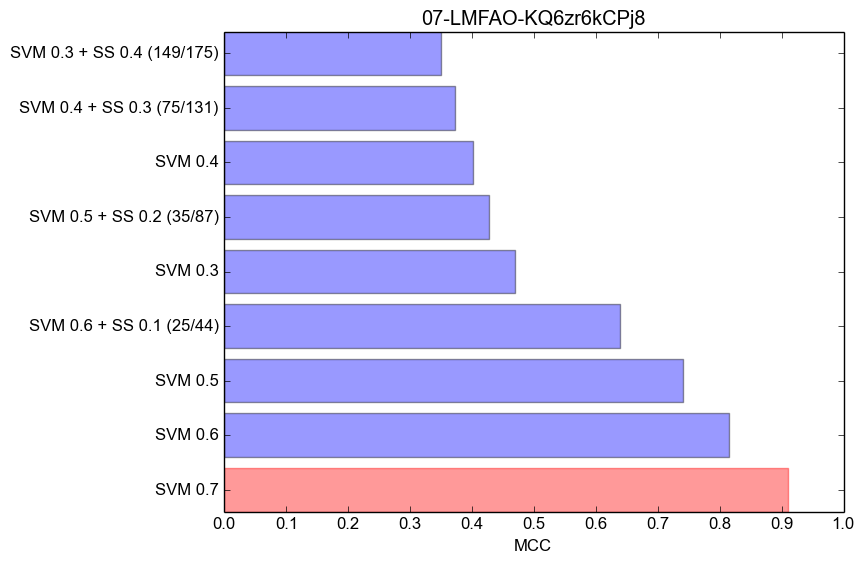 07-LMFAO-KQ6zr6kCPj8
SVM 0.3 + SS 0.4 (149/175)
SVM 0.4 + SS 0.3 (75/131)
SVM 0.4
SVM 0.5 + SS 0.2 (35/87)
SVM 0.3
SVM 0.6 + SS 0.1 (25/44)
SVM 0.5
SVM 0.6
SVM 0.7
0.0 0.1 0.2 0.3 0.4 0.5 0.6 0.7 0.8 0.9 1.0
MCC